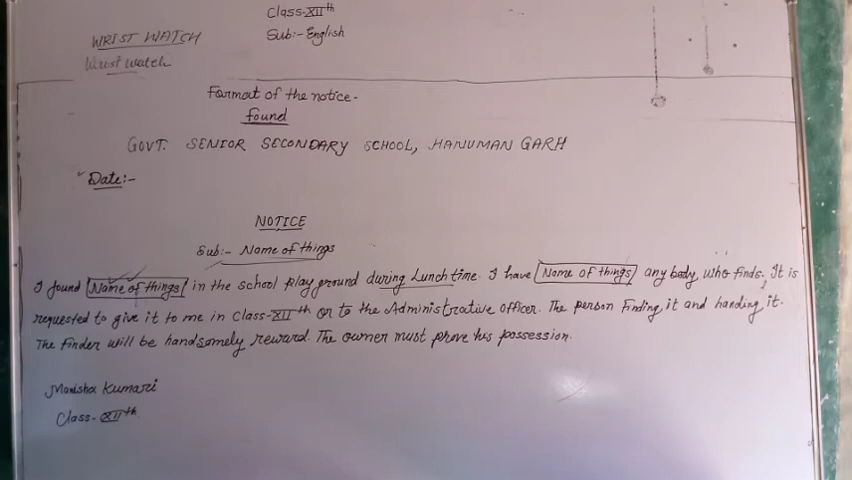 Class-XIIth
WRIST WATCH
Sub:- English
Wrist watch
Format of the notice-
found
GOVT. SENIOR SECONDARY SCHOOL, HANUMAN GARH
Date:-
NOTICE
Sub:- Name of things
I found Name of things in the school play ground during Lunch time. I have Name of things any body who finds. It is
requested to give it to me in Class-XIIth or to the Administrative officer. The person Finding it and handing it.
The finder will be handsomely reward. The owner must prove his possession.
Manisha Kumari
Class-XIIth